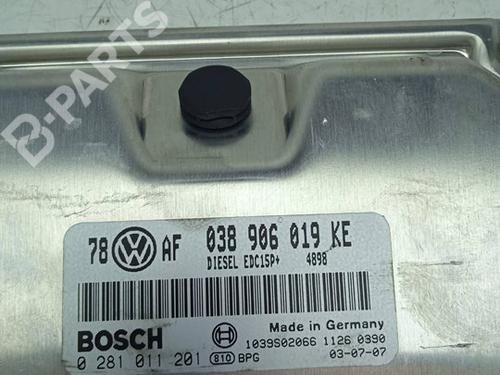 B-PARTS
78 VW AF 038 906 019 KE
DIESEL EDC15P+ 4898
BOSCH
Made in Germany
1039S02066 1126 0390
0 281 011 201 810 BPG 03-07-07